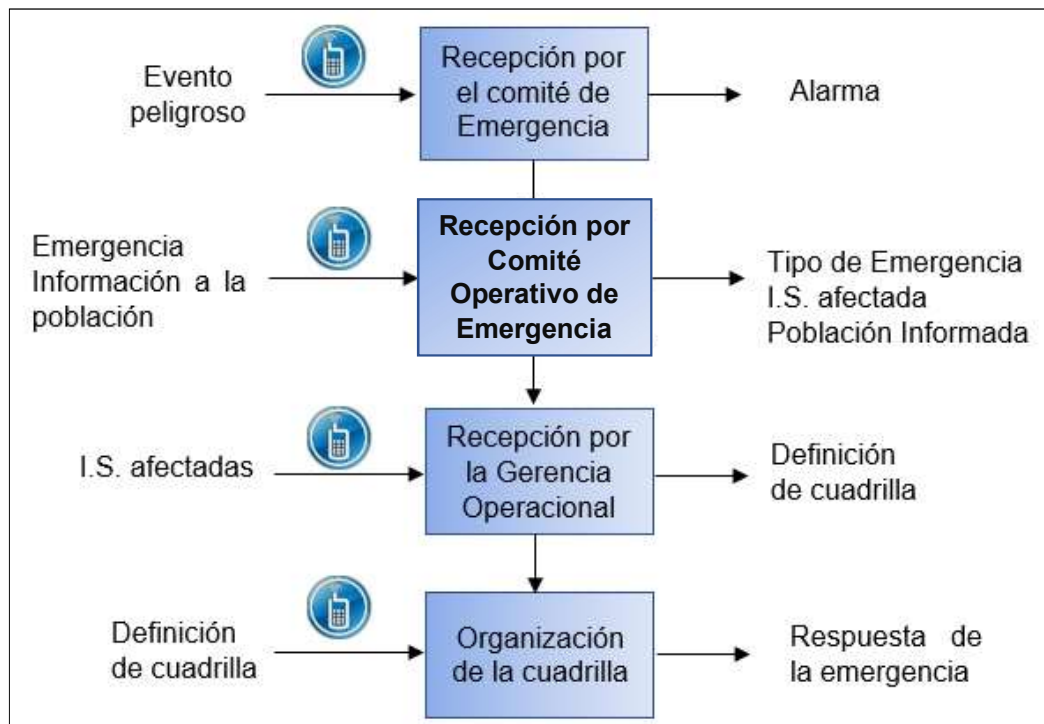 Evento
peligroso
Recepción por
el comité de
Emergencia
Alarma
Emergencia
Información a la
población
Recepción por
Comité
Operativo de
Emergencia
Tipo de Emergencia
I.S. afectada
Población Informada
I.S. afectadas
Recepción por
la Gerencia
Operacional
Definición
de cuadrilla
Definición
de cuadrilla
Organización
de la cuadrilla
Respuesta de
la emergencia